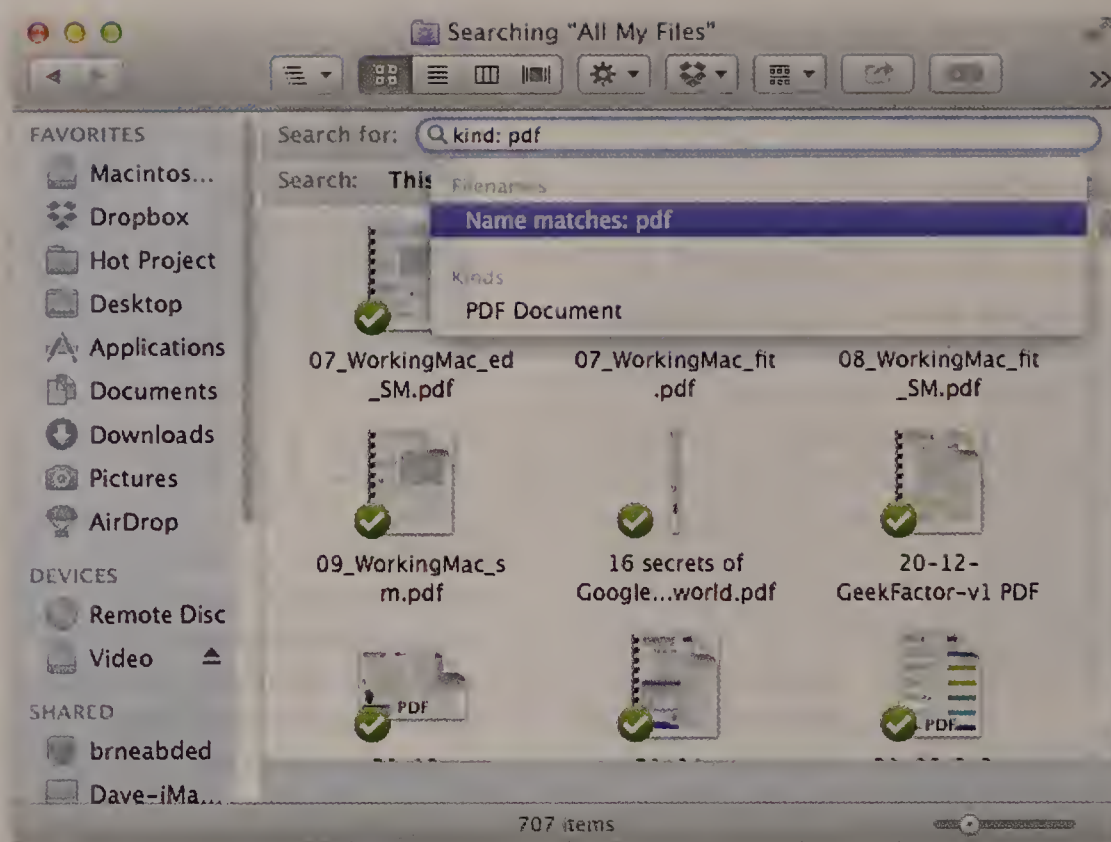 Searching "All My Files"
FAVORITES
Macintos...
Dropbox
Hot Project
Desktop
Applications
Documents
Downloads
Pictures
AirDrop
DEVICES
Remote Disc
Video
SHARED
brneabded
Dave-iMa...
Search for: kind: pdf
Search: This
Filenames
Name matches: pdf
Kinds
PDF Document
07_WorkingMac_ed
_SM.pdf
07_WorkingMac_fit
.pdf
08_WorkingMac_fit
_SM.pdf
09_WorkingMac_s
m.pdf
16 secrets of
Google...world.pdf
20-12-
GeekFactor-v1 PDF
PDF
PDF
707 items